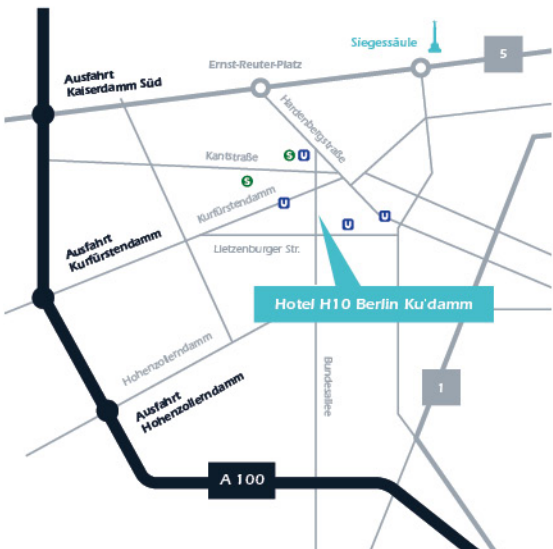 Siegessäule
5
Ernst-Reuter-Platz
Ausfahrt
Kaiserdamm Süd
Hardenbergstraße
Kantstraße
S
U
S
Kurfürstendamm
U
U
U
Ausfahrt
Kurfürstendamm
Lietzenburger Str.
Hotel H10 Berlin Ku'damm
Hohenzollerndamm
Bundesallee
1
Ausfahrt
Hohenzollerndamm
A 100